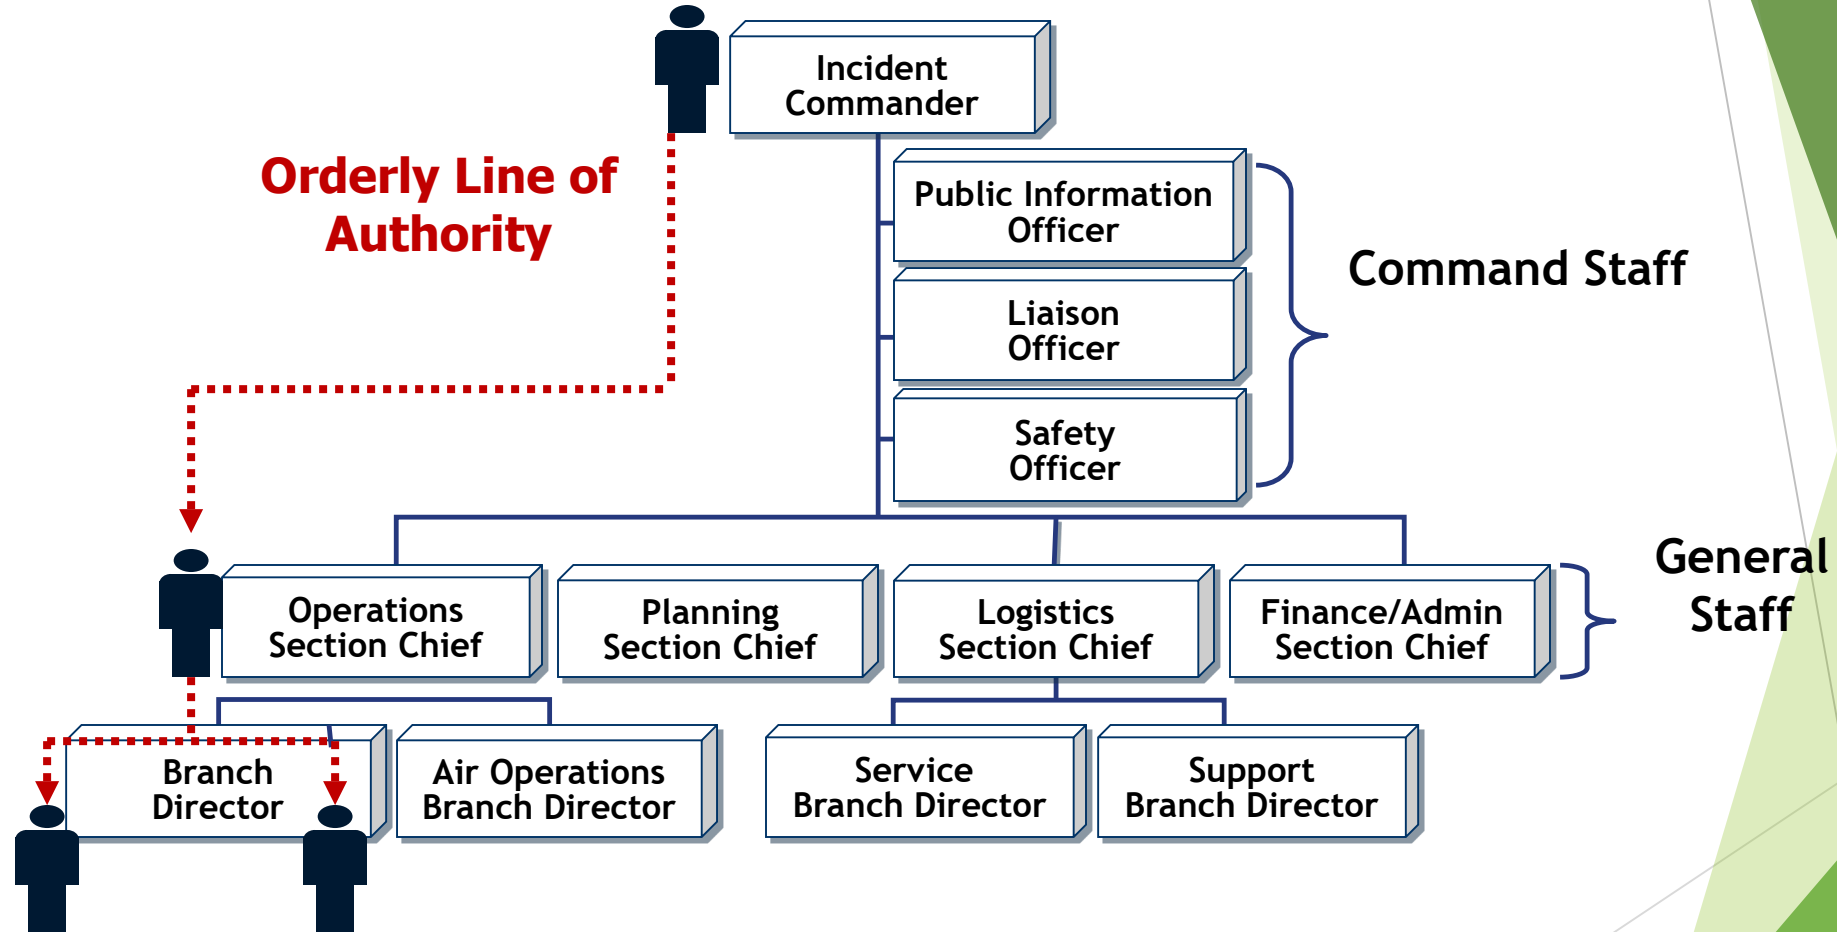 Incident
Commander
Orderly Line of
Authority
Public Information
Officer
Command Staff
Liaison
Officer
Safety
Officer
General
Staff
Operations
Section Chief
Planning
Section Chief
Logistics
Section Chief
Finance/Admin
Section Chief
Branch
Director
Air Operations
Branch Director
Service
Branch Director
Support
Branch Director